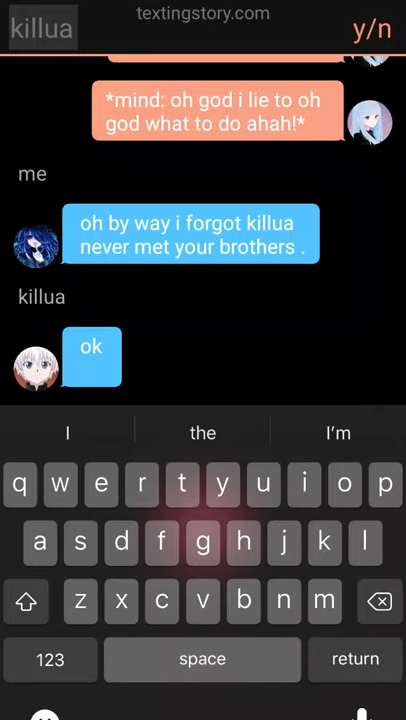 textingstory.com
killua
y/n
*mind: oh god i lie to oh
god what to do ahah!*
me
oh by way i forgot killua
never met your brothers .
killua
ok
I the I'm
q w e r t y u i o p
a s d f g h j k l
z x c v b n m
123 space return